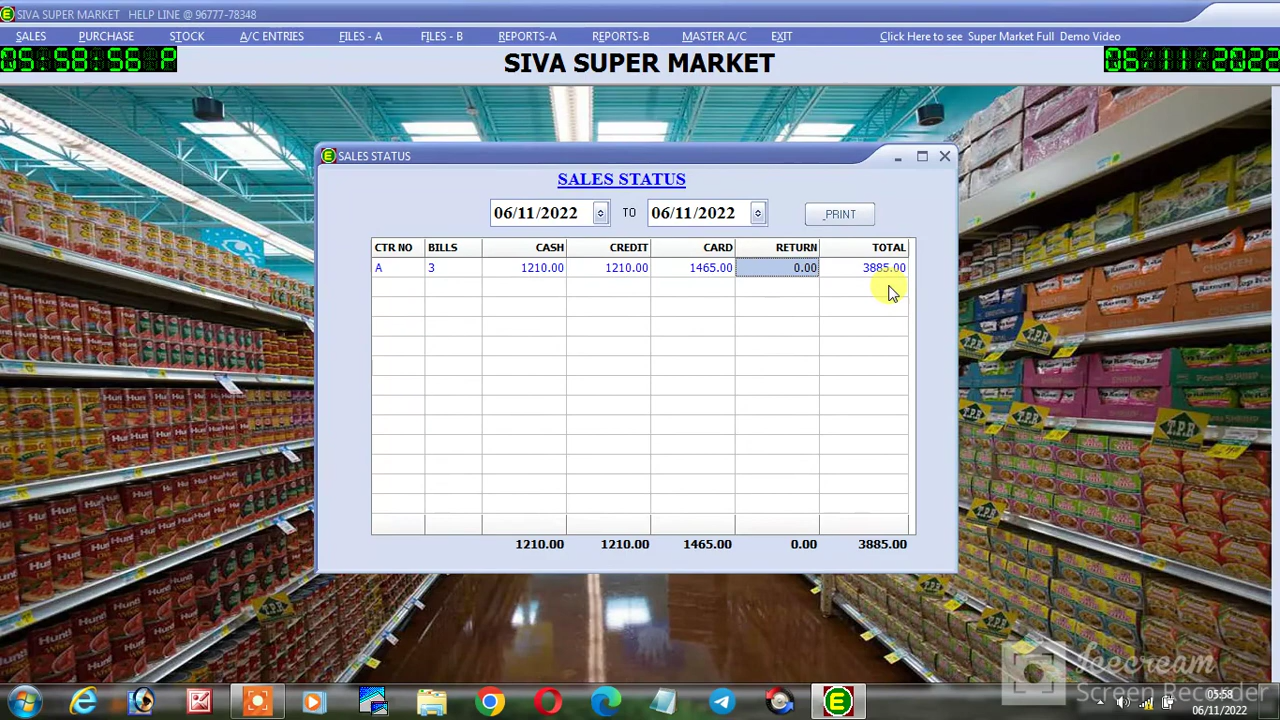 SIVA SUPER MARKET HELP LINE @ 96777-78348
SALES PURCHASE STOCK A/C ENTRIES FILES - A FILES - B REPORTS-A REPORTS-B MASTER A/C EXIT Click Here to see Super Market Full Demo Video
05:58:56 P SIVA SUPER MARKET 06/11/2022
SALES STATUS
SALES STATUS
06/11/2022 TO 06/11/2022 PRINT
CTR NO BILLS CASH CREDIT CARD RETURN TOTAL
A 3 1210.00 1210.00 1465.00 0.00 3885.00
1210.00 1210.00 1465.00 0.00 3885.00
T.P.R
T.P.R
T.P.R
Icecream
Screen Recorder
05:58
06/11/2022